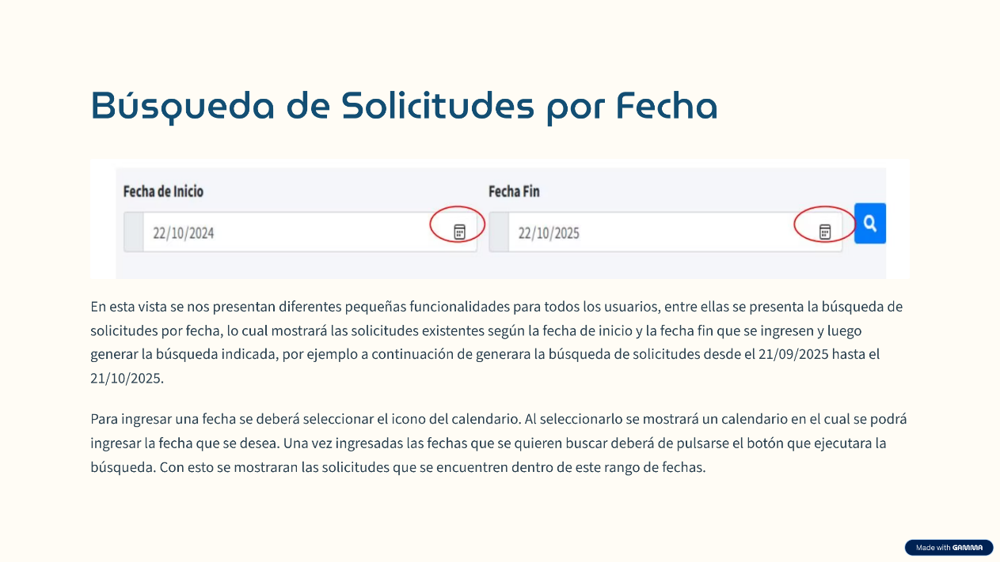 Búsqueda de Solicitudes por Fecha
Fecha de Inicio
Fecha Fin
22/10/2024
22/10/2025
En esta vista se nos presentan diferentes pequeñas funcionalidades para todos los usuarios, entre ellas se presenta la búsqueda de
solicitudes por fecha, lo cual mostrará las solicitudes existentes según la fecha de inicio y la fecha fin que se ingresen y luego
generar la búsqueda indicada, por ejemplo a continuación de generara la búsqueda de solicitudes desde el 21/09/2025 hasta el
21/10/2025.
Para ingresar una fecha se deberá seleccionar el icono del calendario. Al seleccionarlo se mostrará un calendario en el cual se podrá
ingresar la fecha que se desea. Una vez ingresadas las fechas que se quieren buscar deberá de pulsarse el botón que ejecutara la
búsqueda. Con esto se mostraran las solicitudes que se encuentren dentro de este rango de fechas.
Made with GAMMA